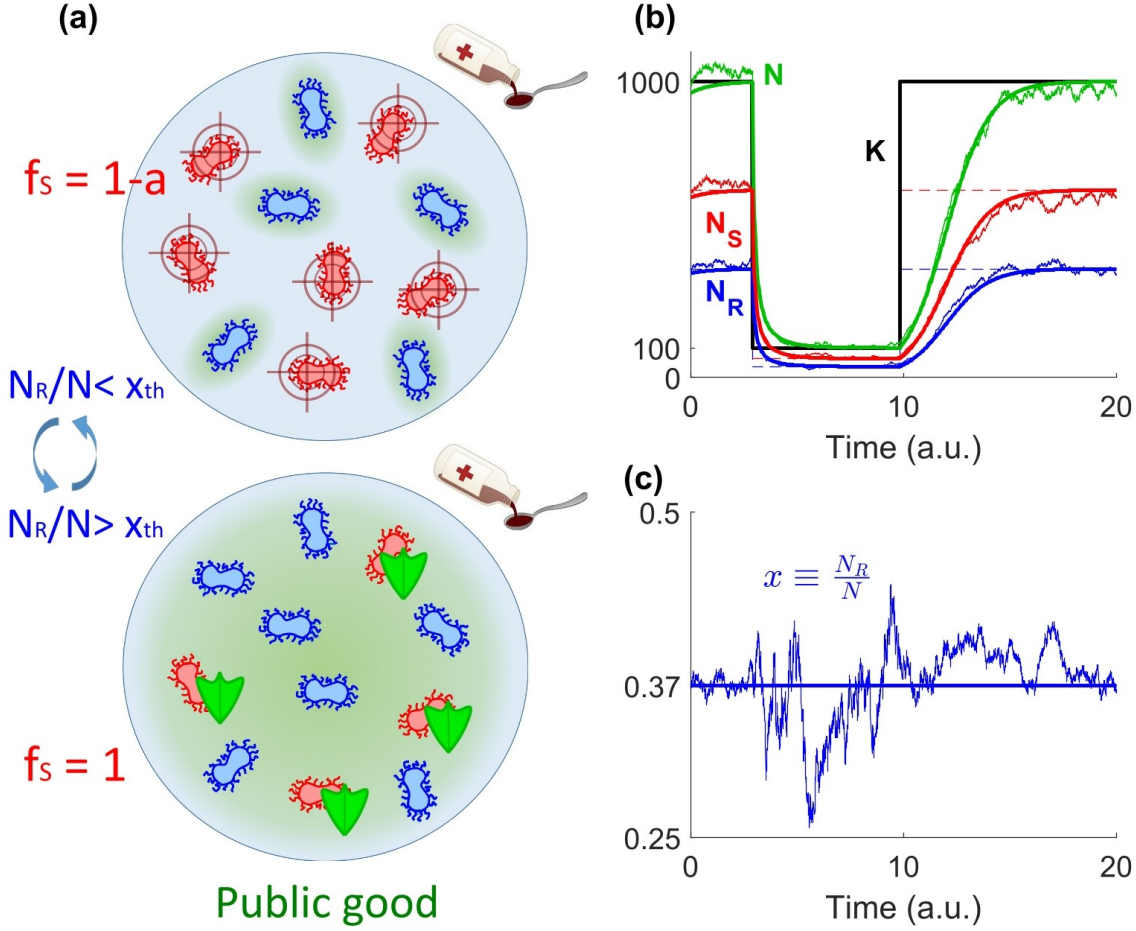 (a)
fS = 1-a
NR/N< xth
NR/N> xth
fS = 1
Public good
(b)
1000
100
0
N
K
NS
NR
0
10
20
Time (a.u.)
(c)
0.5
0.37
0.25
x ≡ NR/N
0
10
20
Time (a.u.)